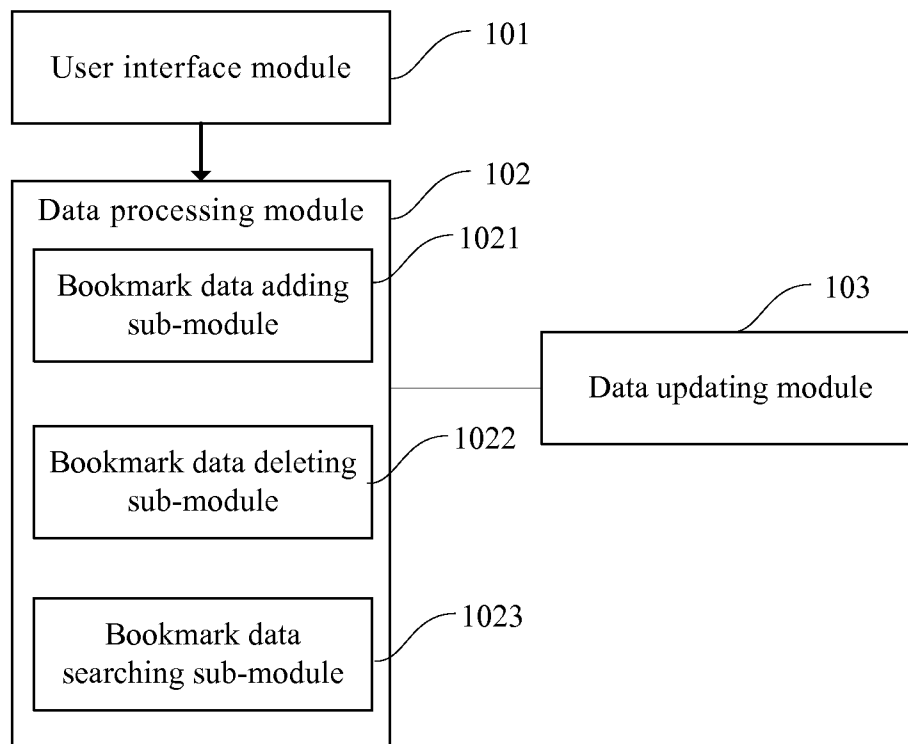 101
User interface module
102
Data processing module
1021
Bookmark data adding
sub-module
103
Data updating module
1022
Bookmark data deleting
sub-module
1023
Bookmark data
searching sub-module